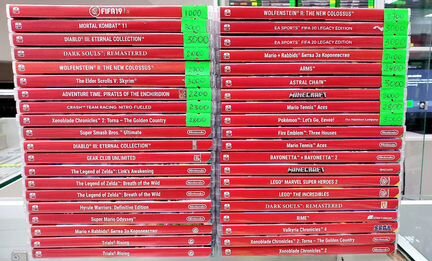 FIFA 19
1000
MORTAL KOMBAT 11
DIABLO III: ETERNAL COLLECTION
3000
DARK SOULS: REMASTERED
WOLFENSTEIN II: THE NEW COLOSSUS
The Elder Scrolls V: Skyrim
ADVENTURE TIME: PIRATES OF THE ENCHIRIDION
2200
CRASH TEAM RACING NITRO-FUELED
2300
Xenoblade Chronicles 2: Torna ~ The Golden Country
Super Smash Bros. Ultimate
DIABLO III: ETERNAL COLLECTION
GEAR.CLUB UNLIMITED
The Legend of Zelda: Link's Awakening
The Legend of Zelda: Breath of the Wild
The Legend of Zelda: Breath of the Wild
Hyrule Warriors: Definitive Edition
Super Mario Odyssey
Mario + Rabbids Битва За Королевство
Trials Rising
Trials Rising
WOLFENSTEIN II: THE NEW COLOSSUS
EA SPORTS FIFA 20 LEGACY EDITION
EA SPORTS FIFA 20 LEGACY EDITION
Mario + Rabbids Битва За Королевство
ARMS
ASTRAL CHAIN
MINECRAFT
Mario Tennis Aces
Pokémon: Let's Go, Eevee!
Fire Emblem: Three Houses
Mario Tennis Aces
BAYONETTA + BAYONETTA 2
MINECRAFT
LEGO MARVEL SUPER HEROES 2
LEGO THE INCREDIBLES
DARK SOULS: REMASTERED
RiME
Valkyria Chronicles 4
SEGA
Xenoblade Chronicles 2: Torna ~ The Golden Country
Xenoblade Chronicles 2